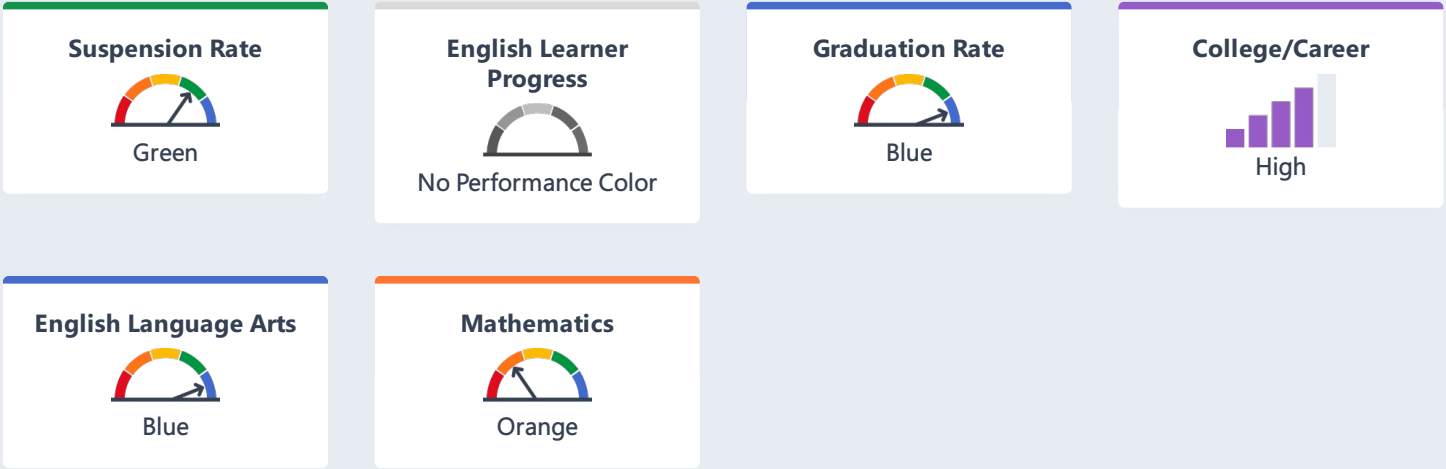 Suspension Rate
Green
English Learner
Progress
No Performance Color
Graduation Rate
Blue
College/Career
High
English Language Arts
Blue
Mathematics
Orange